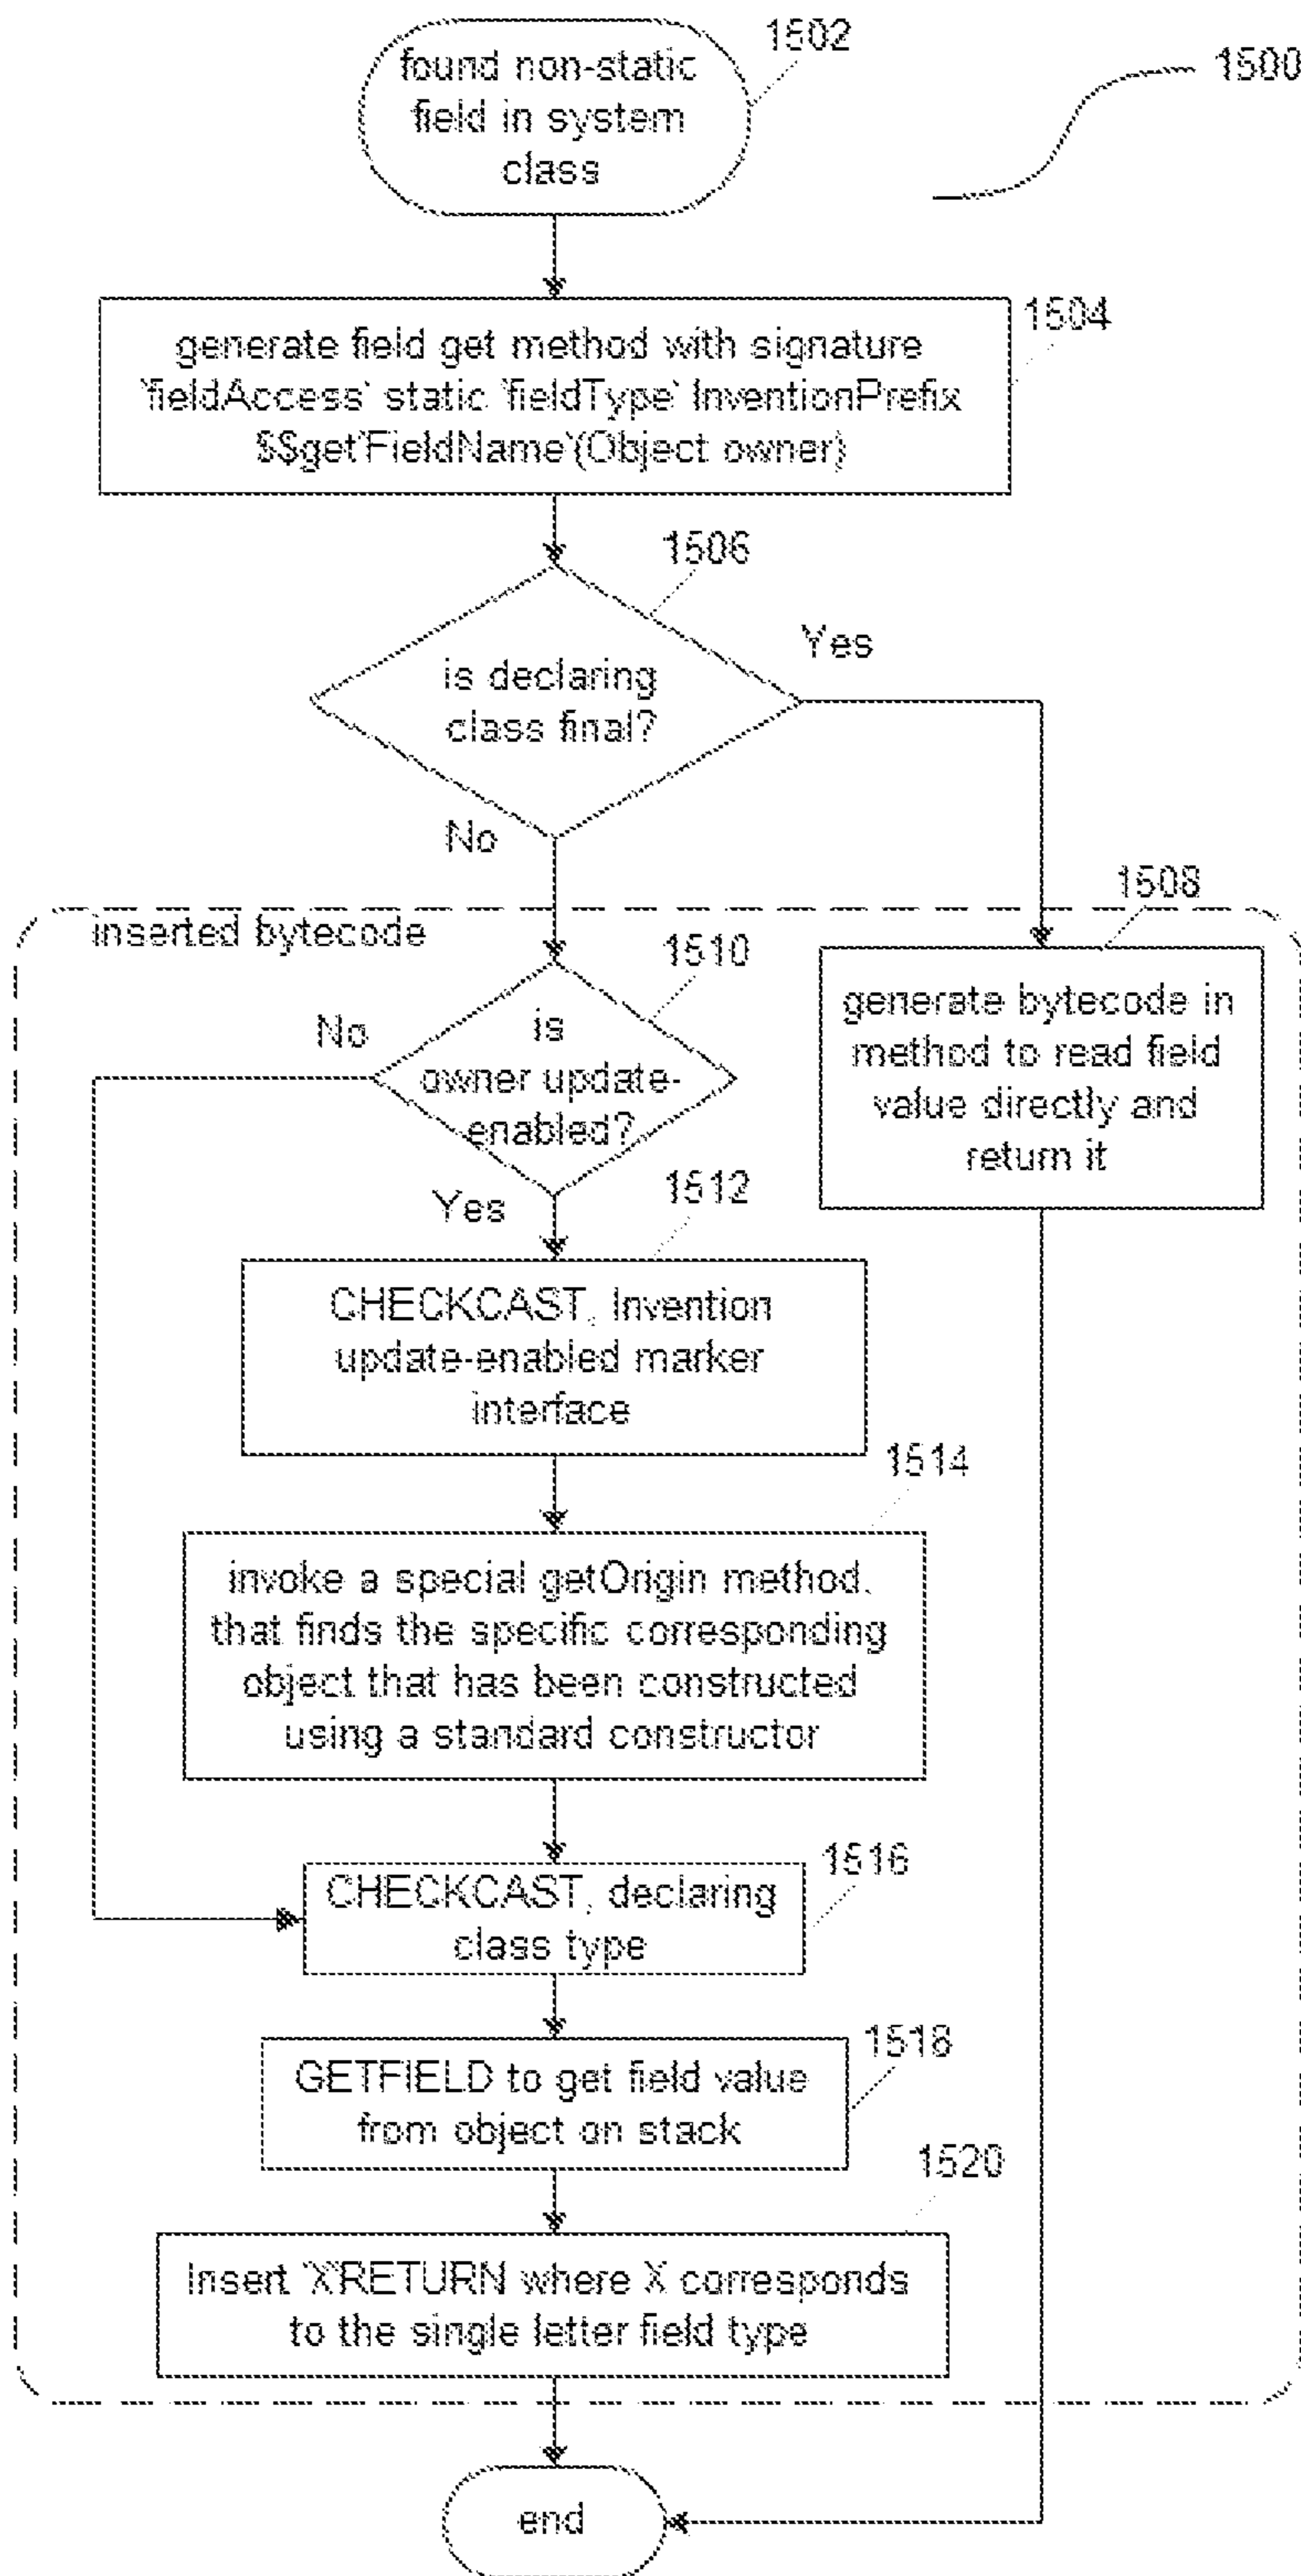 1502
found non-static
field in system
class
1500
1504
generate field get method with signature
'fieldAccess' static 'fieldType' InventionPrefix
$$get'FieldName'(Object owner)
1506
is declaring
class final?
Yes
No
1508
inserted bytecode
generate bytecode in
method to read field
value directly and
return it
1510
is
owner update-
enabled?
No
Yes
1512
CHECKCAST, Invention
update-enabled marker
interface
1514
invoke a special getOrigin method,
that finds the specific corresponding
object that has been constructed
using a standard constructor
1516
CHECKCAST, declaring
class type
1518
GETFIELD to get field value
from object on stack
1520
Insert 'X'RETURN where X corresponds
to the single letter field type
end